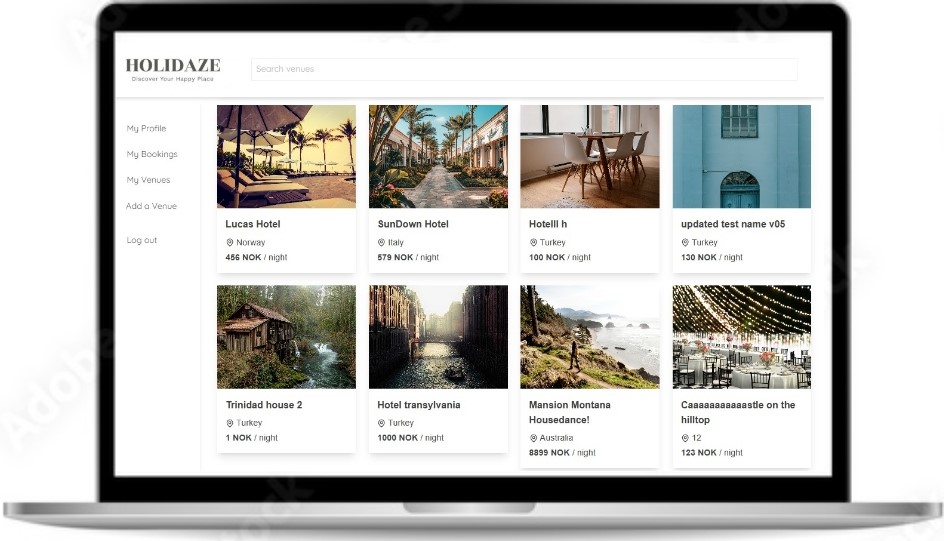 HOLIDAZE
Discover Your Happy Place
Search venues
My Profile
My Bookings
My Venues
Add a Venue
Log out
Lucas Hotel
Norway
456 NOK / night
SunDown Hotel
Italy
579 NOK / night
Hotelll h
Turkey
100 NOK / night
updated test name v05
Turkey
130 NOK / night
Trinidad house 2
Turkey
1 NOK / night
Hotel transylvania
Turkey
1000 NOK / night
Mansion Montana
Housedance!
Australia
8899 NOK / night
Caaaaaaaaaastle on the
hilltop
12
123 NOK / night